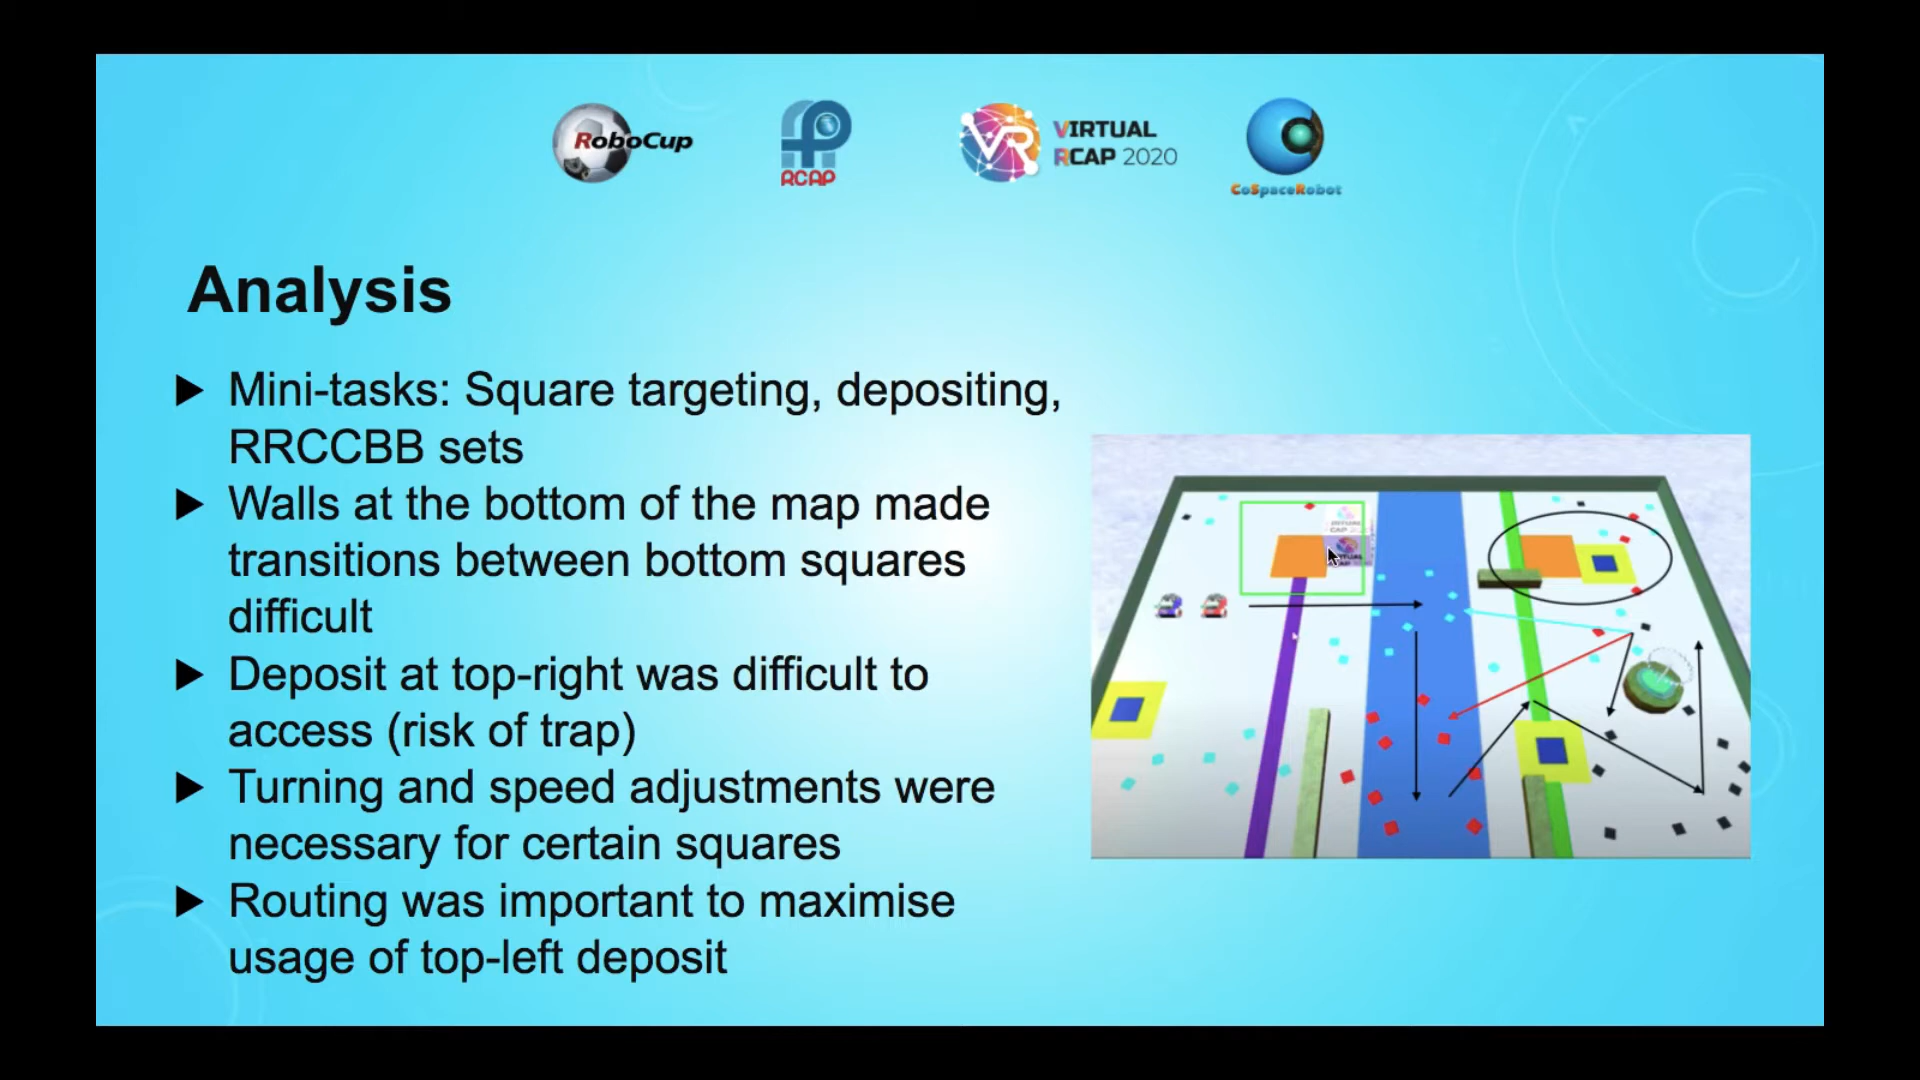 RoboCup
RCAP
VR
VIRTUAL
RCAP 2020
CoSpaceRobot
Analysis
Mini-tasks: Square targeting, depositing,
RRCCBB sets
Walls at the bottom of the map made
transitions between bottom squares
difficult
Deposit at top-right was difficult to
access (risk of trap)
Turning and speed adjustments were
necessary for certain squares
Routing was important to maximise
usage of top-left deposit